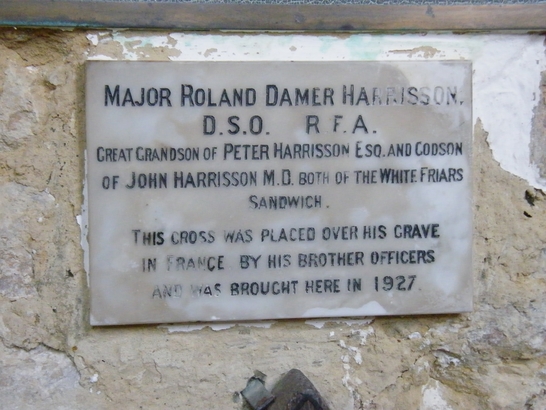 MAJOR ROLAND DAMER HARRISSON.
D.S.O. R.F.A.
GREAT GRANDSON OF PETER HARRISSON ESQ. AND GODSON
OF JOHN HARRISSON M.D. BOTH OF THE WHITE FRIARS
SANDWICH.
THIS CROSS WAS PLACED OVER HIS GRAVE
IN FRANCE BY HIS BROTHER OFFICERS
AND WAS BROUGHT HERE IN 1927.